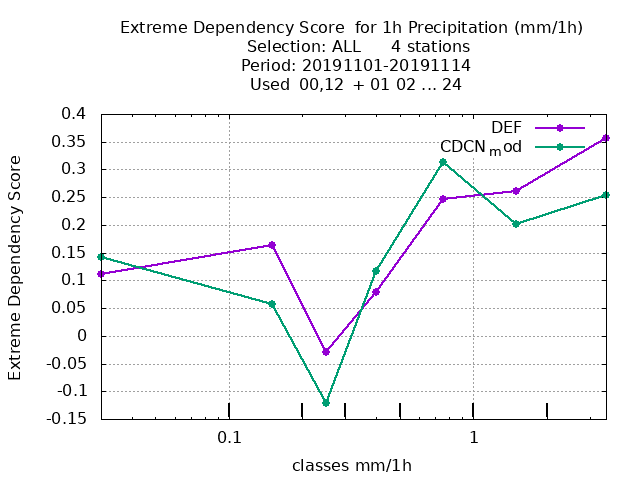 Extreme Dependency Score  for 1h Precipitation (mm/1h)
Selection: ALL      4 stations
Period: 20191101-20191114
Used  00,12  + 01 02 ... 24
DEF
CDCNmod
0.4
0.35
0.3
0.25
0.2
0.15
0.1
0.05
0
-0.05
-0.1
-0.15
Extreme Dependency Score
0.1
1
classes mm/1h